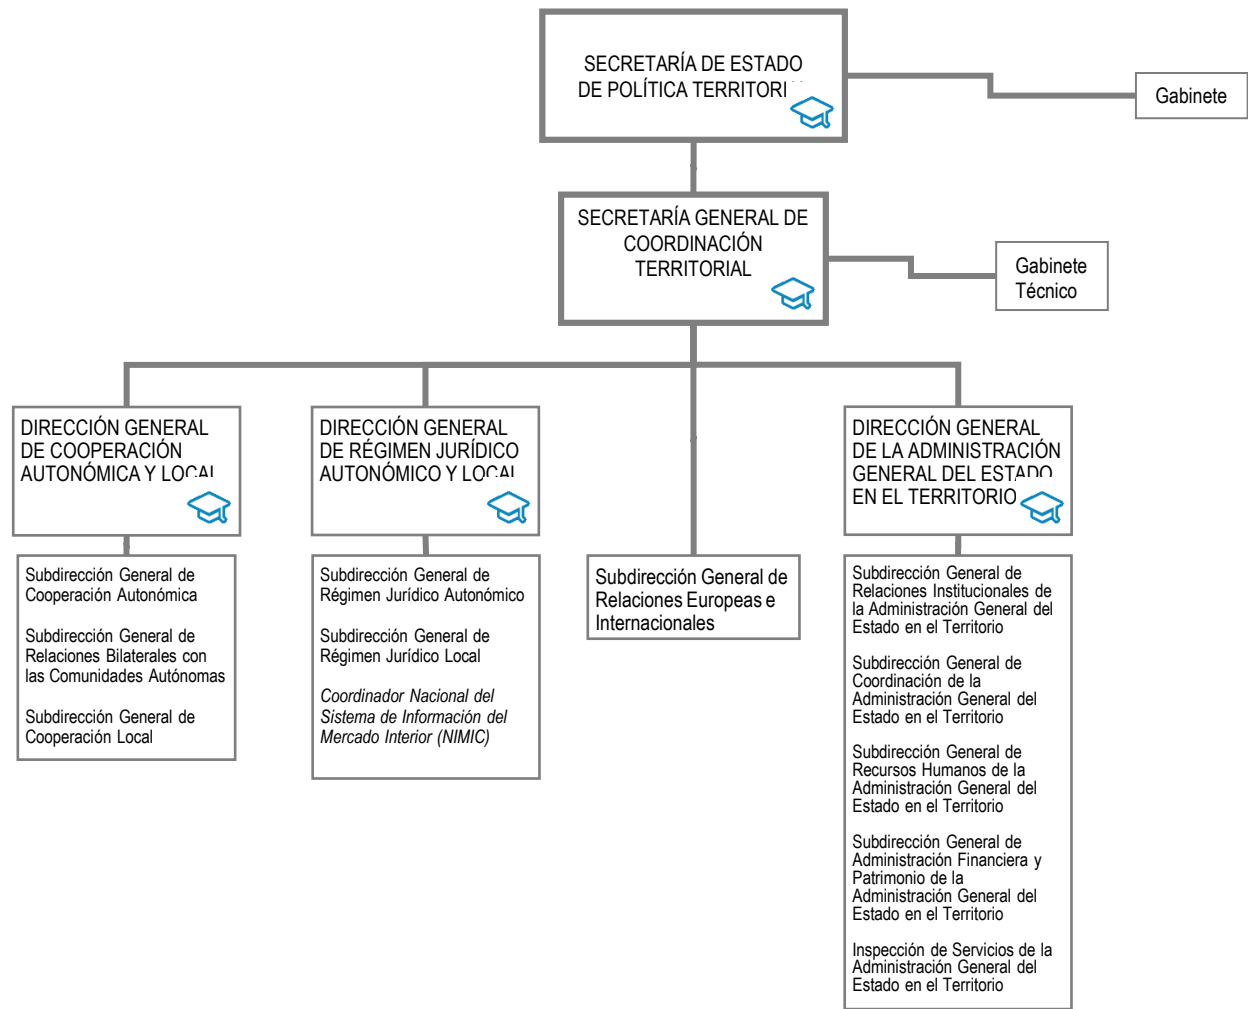 SECRETARÍA DE ESTADO
DE POLÍTICA TERRITORI
Gabinete
SECRETARÍA GENERAL DE
COORDINACIÓN
TERRITORIAL
Gabinete
Técnico
DIRECCIÓN GENERAL
DE COOPERACIÓN
AUTONÓMICA Y LOCAL
DIRECCIÓN GENERAL
DE RÉGIMEN JURÍDICO
AUTONÓMICO Y LOCAL
DIRECCIÓN GENERAL
DE LA ADMINISTRACIÓN
GENERAL DEL ESTADO
EN EL TERRITORIO
Subdirección General de
Cooperación Autonómica
Subdirección General de
Relaciones Bilaterales con
las Comunidades Autónomas
Subdirección General de
Cooperación Local
Subdirección General de
Régimen Jurídico Autonómico
Subdirección General de
Régimen Jurídico Local
Coordinador Nacional del
Sistema de Información del
Mercado Interior (NIMIC)
Subdirección General de
Relaciones Europeas e
Internacionales
Subdirección General de
Relaciones Institucionales de
la Administración General del
Estado en el Territorio
Subdirección General de
Coordinación de la
Administración General del
Estado en el Territorio
Subdirección General de
Recursos Humanos de la
Administración General del
Estado en el Territorio
Subdirección General de
Administración Financiera y
Patrimonio de la
Administración General del
Estado en el Territorio
Inspección de Servicios de la
Administración General del
Estado en el Territorio